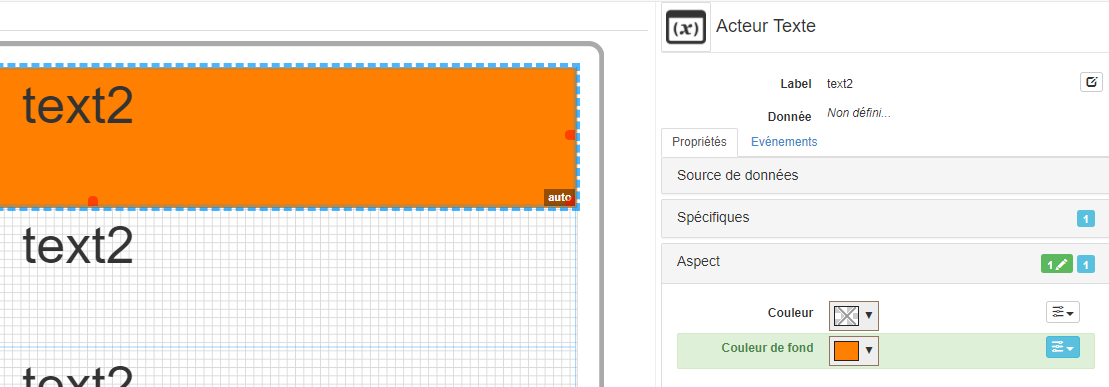 text2
auto
text2
text2
(x) Acteur Texte
Label text2
Donnée Non défini...
Propriétés Evénements
Source de données
Spécifiques 1
Aspect 1 1
Couleur
Couleur de fond